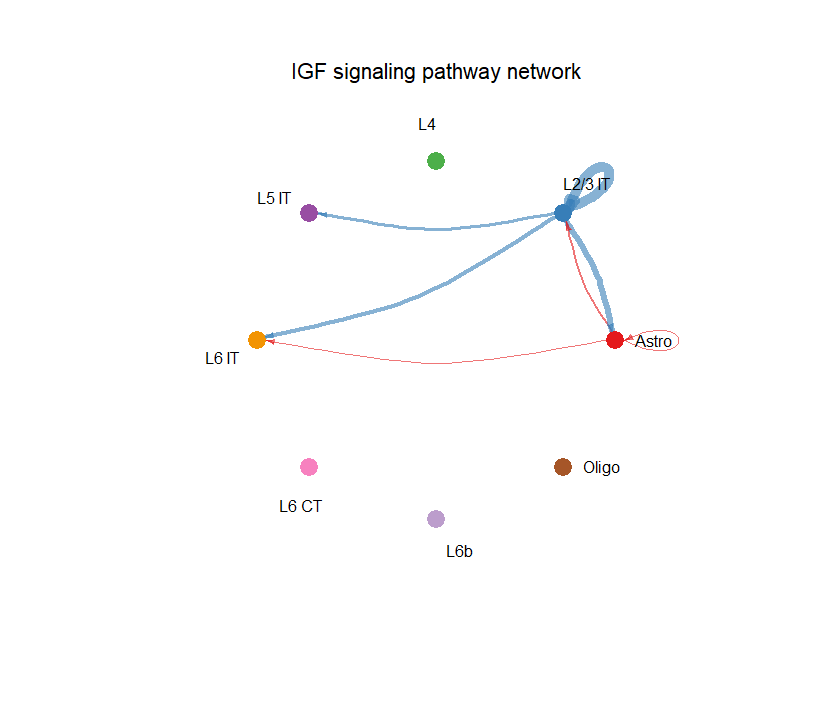 IGF signaling pathway network
L4
L2/3 IT
L5 IT
Astro
L6 IT
Oligo
L6 CT
L6b